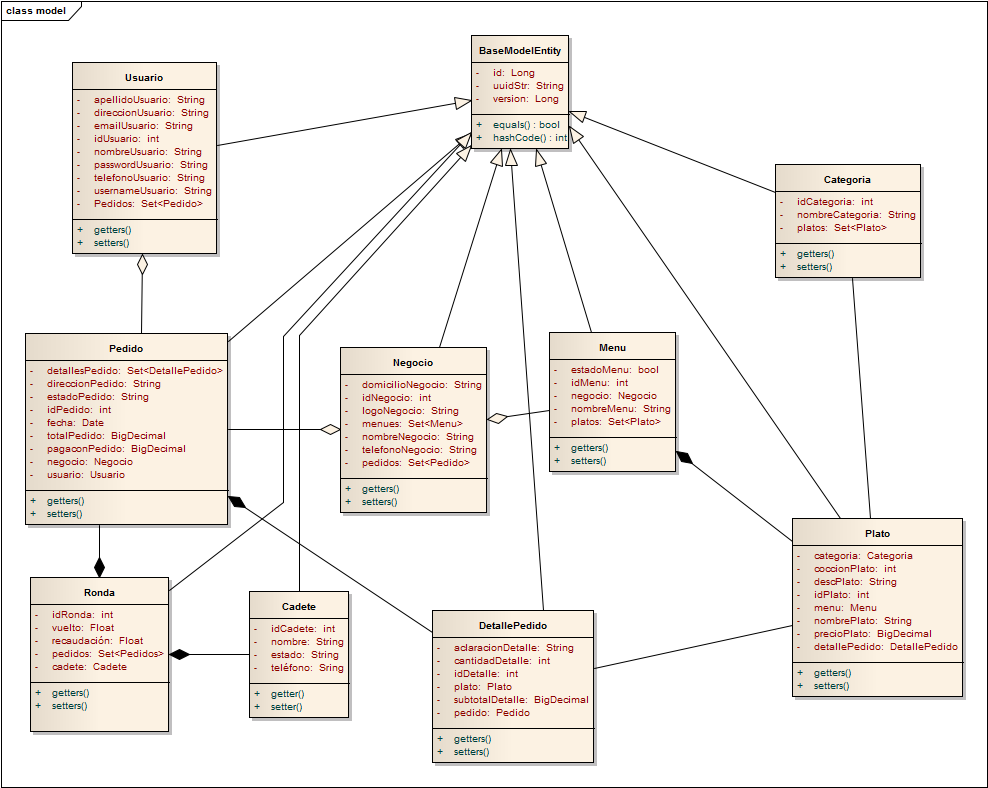 class model
BaseModelEntity
- id: Long
- uuidStr: String
- version: Long
+ equals() : bool
+ hashCode() : int
Usuario
- apellidoUsuario: String
- direccionUsuario: String
- emailUsuario: String
- idUsuario: int
- nombreUsuario: String
- passwordUsuario: String
- telefonoUsuario: String
- usernameUsuario: String
- Pedidos: Set<Pedido>
+ getters()
+ setters()
Categoria
- idCategoria: int
- nombreCategoria: String
- platos: Set<Plato>
+ getters()
+ setters()
Pedido
- detallesPedido: Set<DetallePedido>
- direccionPedido: String
- estadoPedido: String
- idPedido: int
- fecha: Date
- totalPedido: BigDecimal
- pagaconPedido: BigDecimal
- negocio: Negocio
- usuario: Usuario
+ getters()
+ setters()
Negocio
- domicilioNegocio: String
- idNegocio: int
- logoNegocio: String
- menues: Set<Menu>
- nombreNegocio: String
- telefonoNegocio: String
- pedidos: Set<Pedido>
+ getters()
+ setters()
Menu
- estadoMenu: bool
- idMenu: int
- negocio: Negocio
- nombreMenu: String
- platos: Set<Plato>
+ getters()
+ setters()
Plato
- categoria: Categoria
- coccionPlato: int
- descPlato: String
- idPlato: int
- menu: Menu
- nombrePlato: String
- precioPlato: BigDecimal
- detallePedido: DetallePedido
+ getters()
+ setters()
Ronda
- idRonda: int
- vuelto: Float
- recaudación: Float
- pedidos: Set<Pedidos>
- cadete: Cadete
+ getters()
+ setters()
Cadete
- idCadete: int
- nombre: String
- estado: String
- teléfono: Sring
+ getter()
+ setter()
DetallePedido
- aclaracionDetalle: String
- cantidadDetalle: int
- idDetalle: int
- plato: Plato
- subtotalDetalle: BigDecimal
- pedido: Pedido
+ getters()
+ setters()